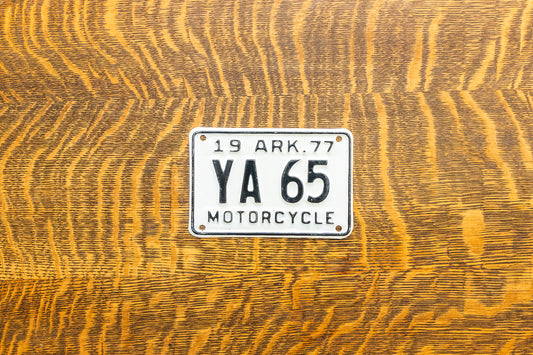 19 ARK. 77
YA 65
MOTORCYCLE